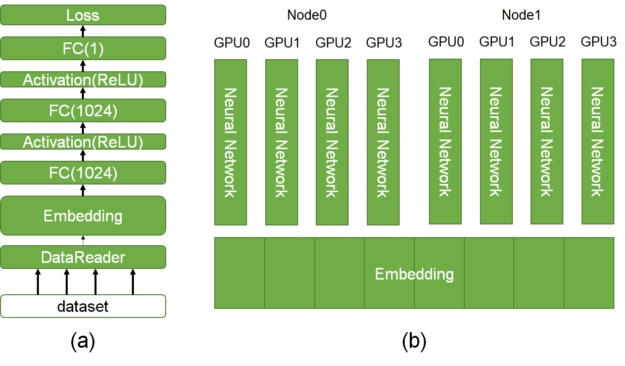 Loss
FC(1)
Activation(ReLU)
FC(1024)
Activation(ReLU)
FC(1024)
Embedding
DataReader
dataset
(a)
Node0 Node1
GPU0 GPU1 GPU2 GPU3 GPU0 GPU1 GPU2 GPU3
Neural Network
Neural Network
Neural Network
Neural Network
Neural Network
Neural Network
Neural Network
Neural Network
Embedding
(b)